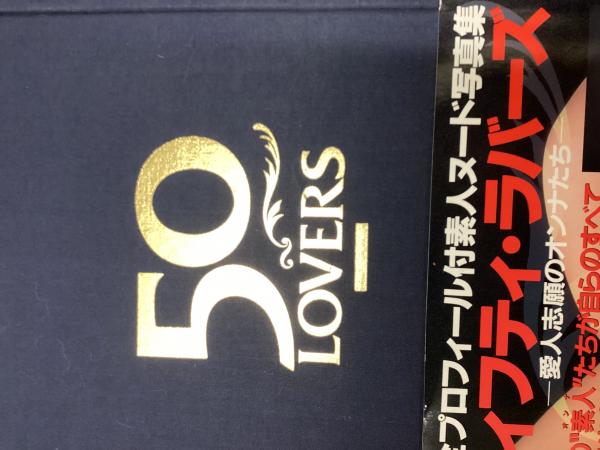 50
LOVERS
プロフィール付素人ヌード写真集
ィフティ・ラバーズ
―愛人志願のオンナたち―
の"素人"たちが自らのすべて